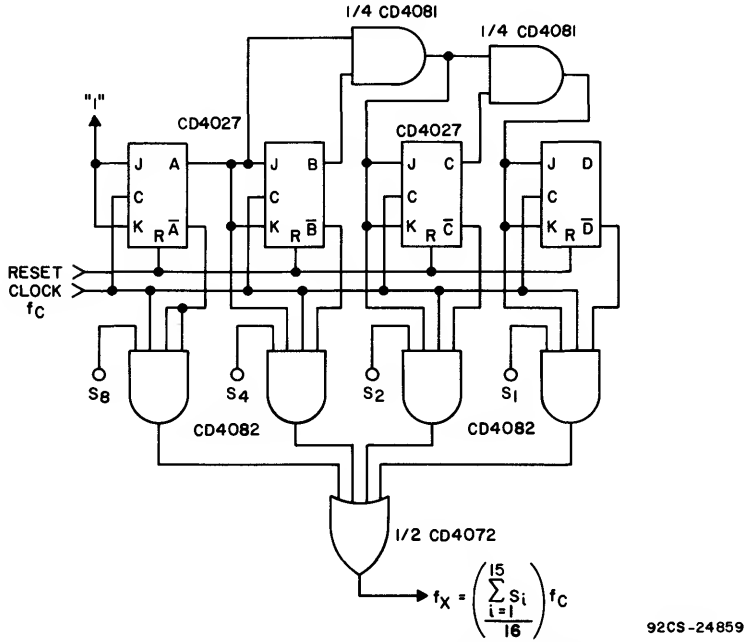 1/4 CD4081
1/4 CD4081
"1"
CD4027
CD4027
J A
C
K A̅
R
J B
C
K B̅
R
J C
C
K C̅
R
J D
C
K D̅
R
RESET
CLOCK
fC
S8
S4
S2
S1
CD4082
CD4082
1/2 CD4072
fX = (15 ∑ i=1 Si / 16) fC
92CS-24859